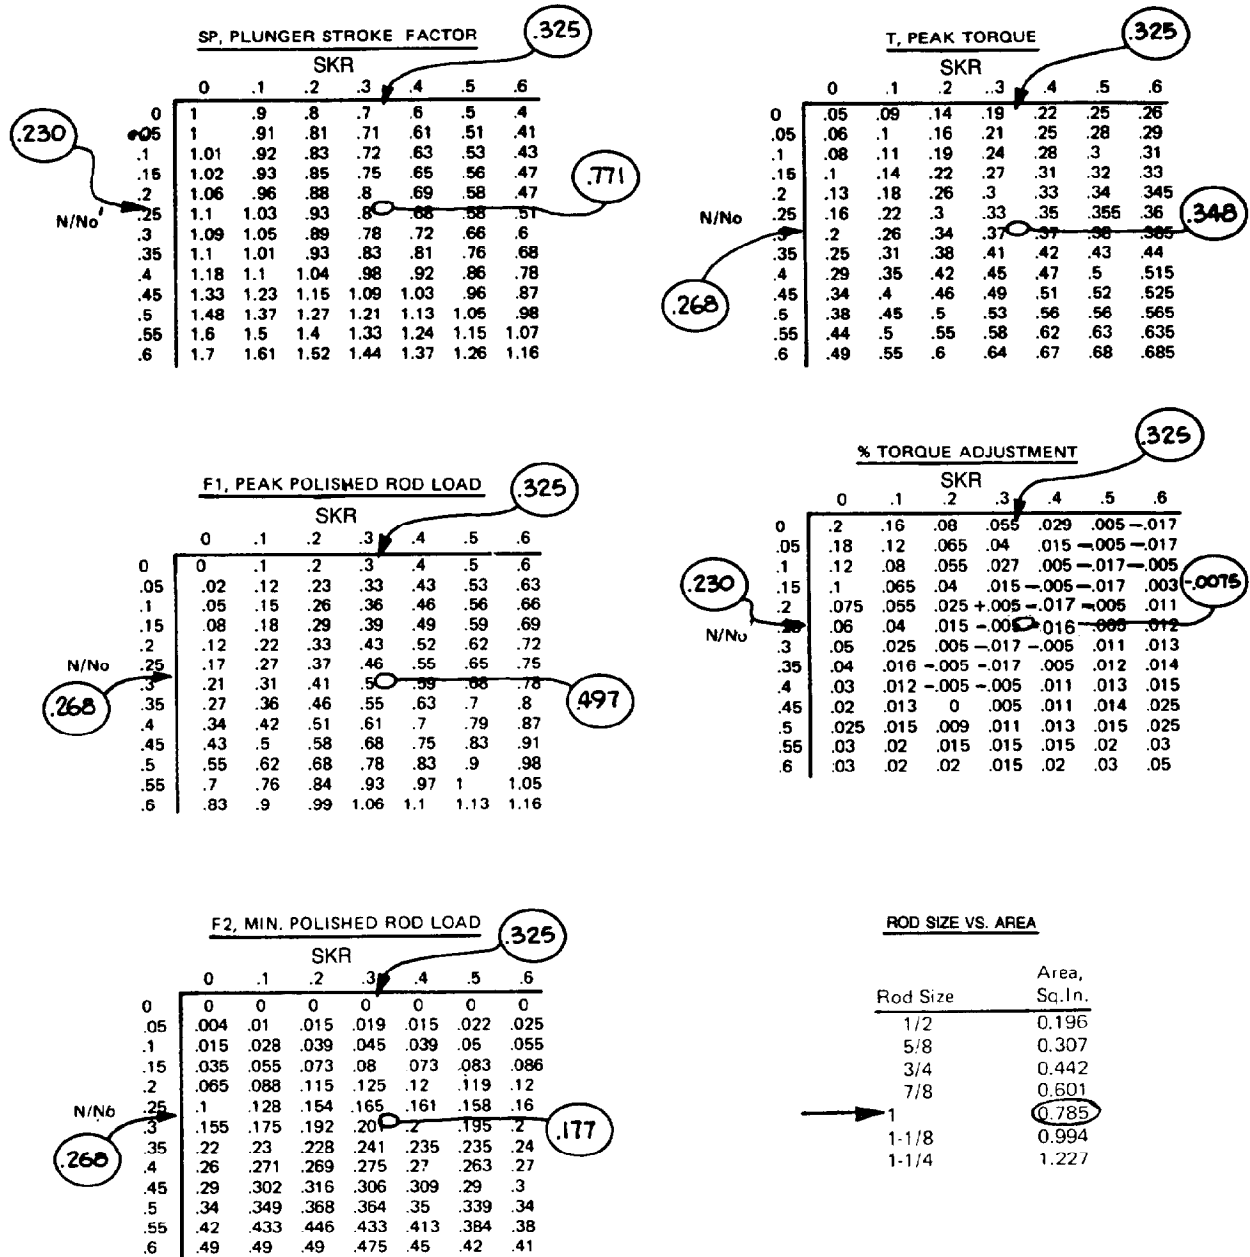 SP, PLUNGER STROKE FACTOR
.325
SKR
0 .1 .2 .3 .4 .5 .6
0 1 .9 .8 .7 .6 .5 .4
.230
.05 1 .91 .81 .71 .61 .51 .41
.1 1.01 .92 .83 .72 .63 .53 .43
.15 1.02 .93 .85 .75 .65 .56 .47
.771
.2 1.06 .96 .88 .8 .69 .58 .47
N/No'
.25 1.1 1.03 .93 .8 .68 .58 .51
.3 1.09 1.05 .89 .78 .72 .66 .6
.35 1.1 1.01 .93 .83 .81 .76 .68
.4 1.18 1.1 1.04 .98 .92 .86 .78
.45 1.33 1.23 1.15 1.09 1.03 .96 .87
.5 1.48 1.37 1.27 1.21 1.13 1.05 .98
.55 1.6 1.5 1.4 1.33 1.24 1.15 1.07
.6 1.7 1.61 1.52 1.44 1.37 1.26 1.16
T, PEAK TORQUE
.325
SKR
0 .1 .2 ..3 .4 .5 .6
0 .05 .09 .14 .19 .22 .25 .26
.05 .06 .1 .16 .21 .25 .28 .29
.1 .08 .11 .19 .24 .28 .3 .31
.15 .1 .14 .22 .27 .31 .32 .33
.2 .13 .18 .26 .3 .33 .34 345
N/No
.25 .16 .22 .3 .33 .35 .355 .36
.348
.3 .2 .26 .34 .37 .37 .38 .385
.35 .25 .31 .38 .41 .42 .43 .44
.4 .29 .35 .42 .45 .47 .5 .515
.268
.45 .34 .4 .46 .49 .51 .52 .525
.5 .38 .45 .5 .53 .56 .56 .565
.55 .44 .5 .55 .58 .62 .63 .635
.6 .49 .55 .6 .64 .67 .68 .685
F1, PEAK POLISHED ROD LOAD
.325
SKR
0 .1 .2 .3 .4 .5 .6
0 0 .1 .2 .3 .4 .5 .6
.05 .02 .12 .23 .33 .43 .53 .63
.1 .05 .15 .26 .36 .46 .56 .66
.15 .08 .18 .29 .39 .49 .59 .69
.2 .12 .22 .33 .43 .52 .62 .72
N/No
.25 .17 .27 .37 .46 .55 .65 .75
.3 .21 .31 .41 .5 .59 .68 .78
.268
.497
.35 .27 .36 .46 .55 .63 .7 .8
.4 .34 .42 .51 .61 .7 .79 .87
.45 .43 .5 .58 .68 .75 .83 .91
.5 .55 .62 .68 .78 .83 .9 .98
.55 .7 .76 .84 .93 .97 1 1.05
.6 .83 .9 .99 1.06 1.1 1.13 1.16
% TORQUE ADJUSTMENT
.325
SKR
0 .1 .2 .3 .4 .5 .6
0 .2 .16 .08 .055 .029 .005 -.017
.05 .18 .12 .065 .04 .015 -.005 -.017
.1 .12 .08 .055 .027 .005 -.017 -.005
.230
.15 .1 .065 .04 .015 -.005 -.017 .003
-.0075
.2 .075 .055 .025 +.005 -.017 -.005 .011
N/No
.25 .06 .04 .015 -.005 016 .005 .012
.3 .05 .025 .005 -.017 -.005 .011 .013
.35 .04 .016 -.005 -.017 .005 .012 .014
.4 .03 .012 -.005 -.005 .011 .013 .015
.45 .02 .013 0 .005 .011 .014 .025
.5 .025 .015 .009 .011 .013 .015 .025
.55 .03 .02 .015 .015 .015 .02 .03
.6 .03 .02 .02 .015 .02 .03 .05
F2, MIN. POLISHED ROD LOAD
.325
SKR
0 .1 .2 .3 .4 .5 .6
0 0 0 0 0 0 0 0
.05 .004 .01 .015 .019 .015 .022 .025
.1 .015 .028 .039 .045 .039 .05 .055
.15 .035 .055 .073 .08 .073 .083 .086
.2 .065 .088 .115 .125 .12 .119 .12
N/No
.25 .1 .128 .154 .165 .161 .158 .16
.3 .155 .175 .192 .20 .2 .195 .2
.177
.268
.35 .22 .23 .228 .241 .235 .235 .24
.4 .26 .271 .269 .275 .27 .263 .27
.45 .29 .302 .316 .306 .309 .29 .3
.5 .34 .349 .368 .364 .35 .339 .34
.55 .42 .433 .446 .433 .413 .384 .38
.6 .49 .49 .49 .475 .45 .42 .41
ROD SIZE VS. AREA
Area,
Rod Size Sq.In.
1/2 0.196
5/8 0.307
3/4 0.442
7/8 0.601
1 0.785
1-1/8 0.994
1-1/4 1.227